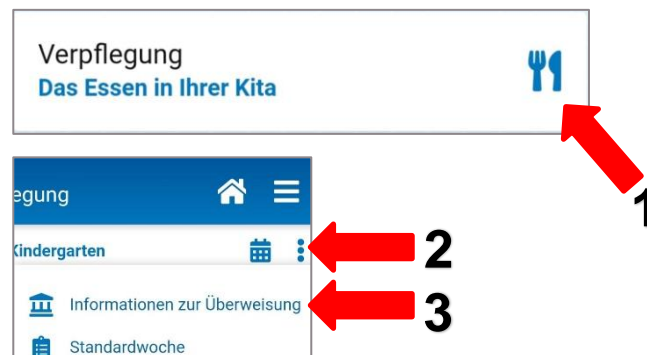 Verpflegung
Das Essen in Ihrer Kita
1
egung
Kindergarten
2
Informationen zur Überweisung
3
Standardwoche